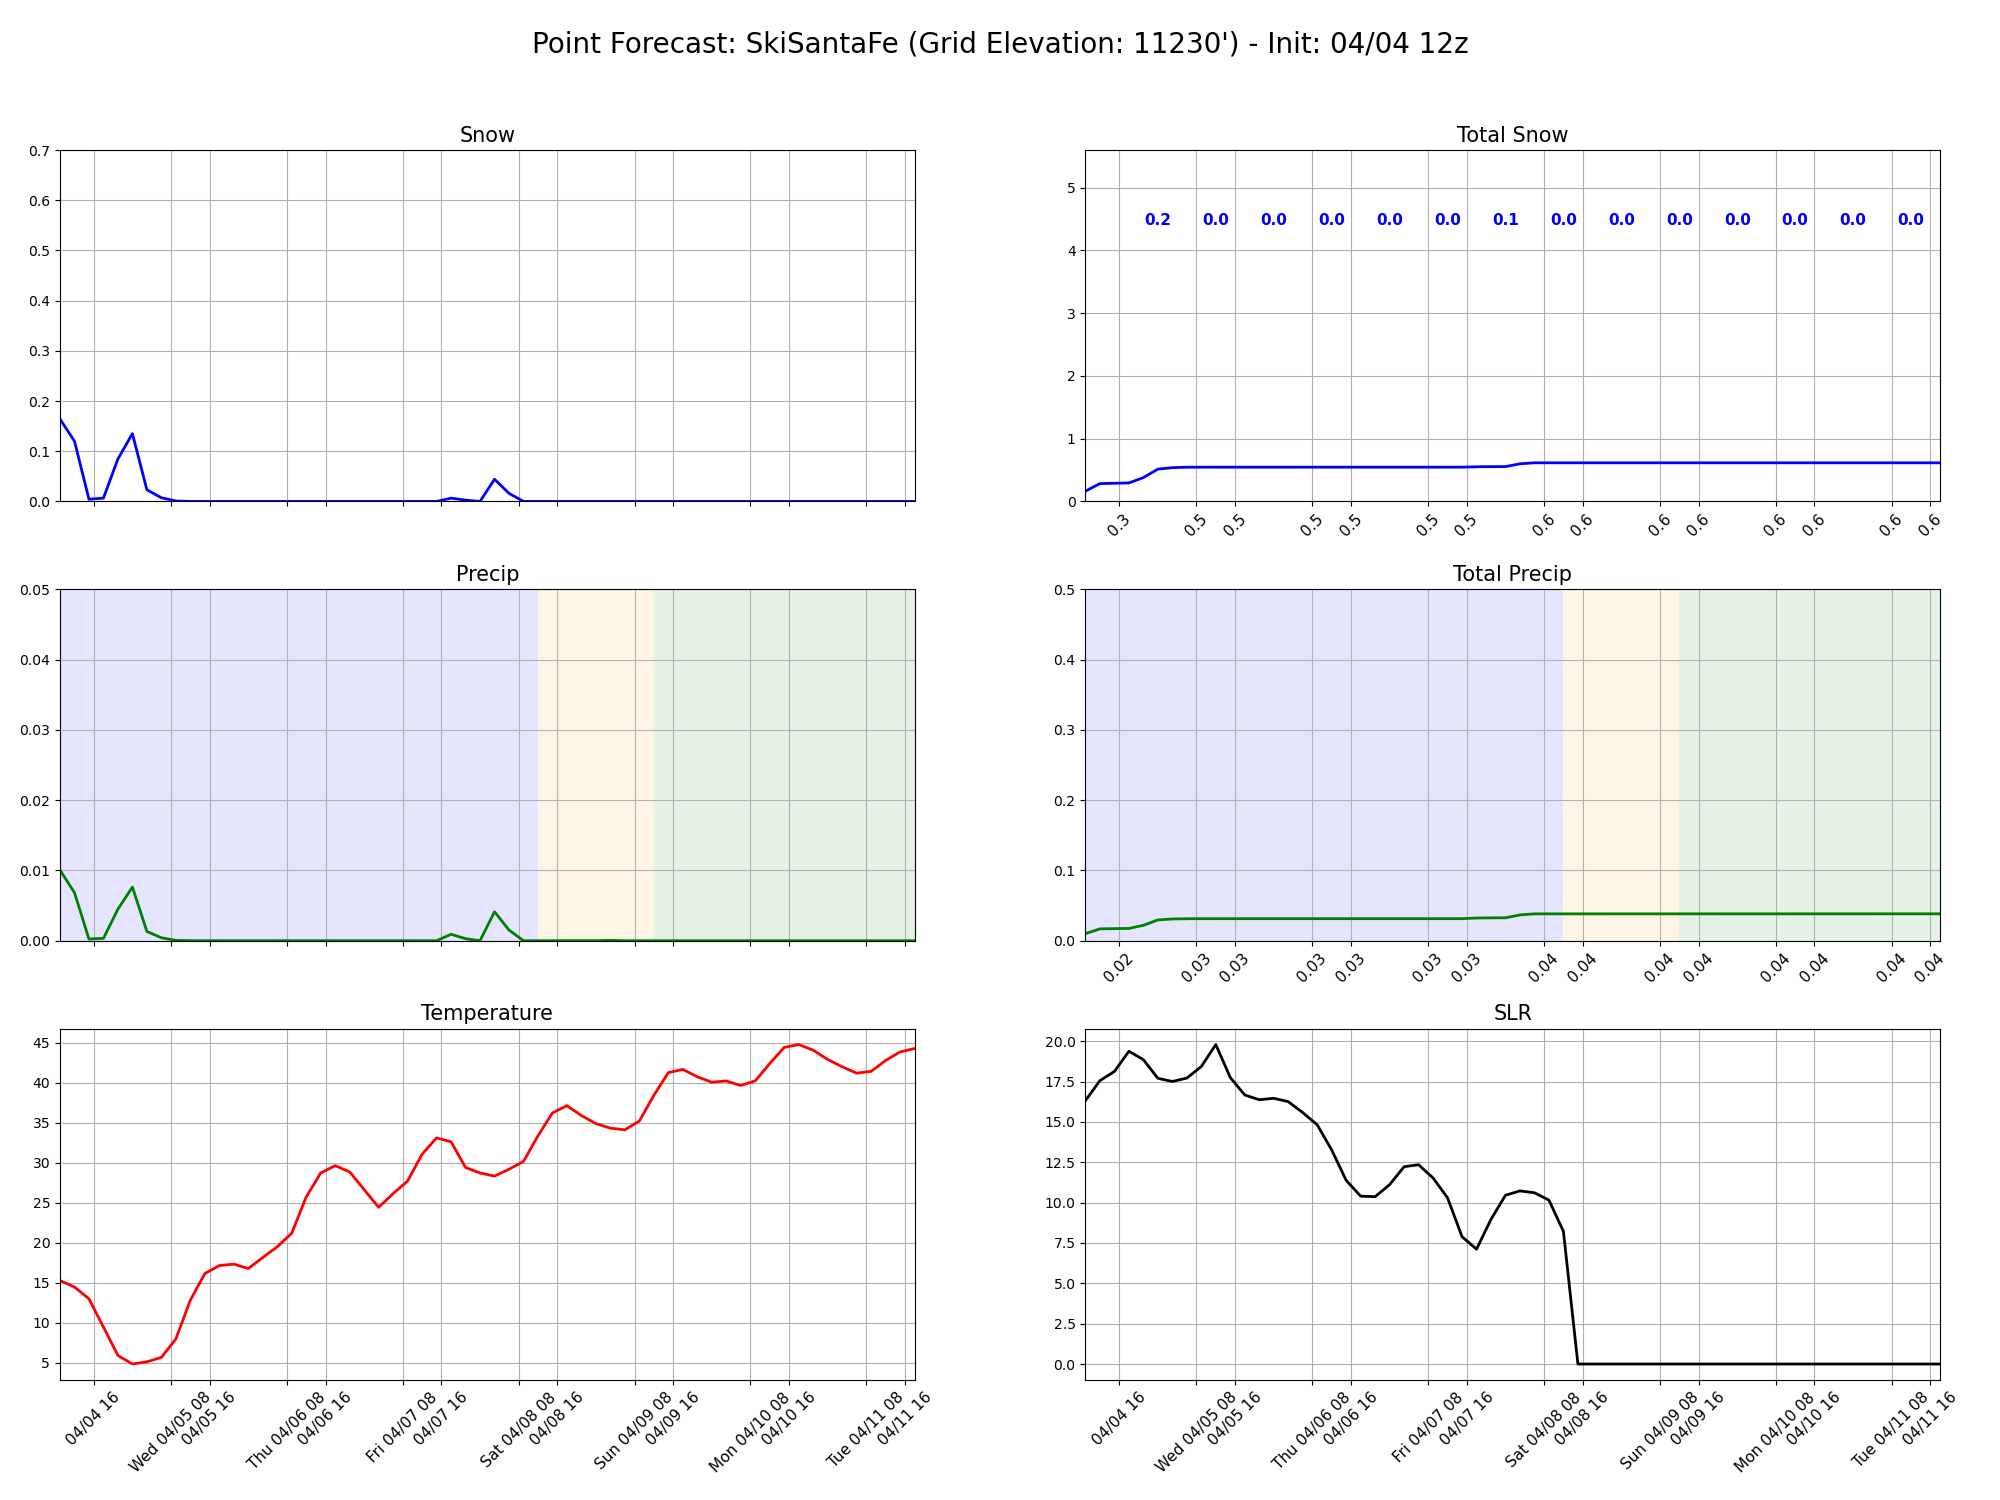 Point Forecast: SkiSantaFe (Grid Elevation: 11230') - Init: 04/04 12z
Snow
0.7
0.6
0.5
0.4
0.3
0.2
0.1
0.0
Total Snow
5
4
3
2
1
0
0.2 0.0 0.0 0.0 0.0 0.0 0.1 0.0 0.0 0.0 0.0 0.0 0.0 0.0
0.3 0.5 0.5 0.5 0.5 0.5 0.5 0.6 0.6 0.6 0.6 0.6 0.6 0.6 0.6
Precip
0.05
0.04
0.03
0.02
0.01
0.00
Total Precip
0.5
0.4
0.3
0.2
0.1
0.0
0.02 0.03 0.03 0.03 0.03 0.03 0.03 0.04 0.04 0.04 0.04 0.04 0.04 0.04 0.04
Temperature
45
40
35
30
25
20
15
10
5
04/04 16
Wed 04/05 08
04/05 16
Thu 04/06 08
04/06 16
Fri 04/07 08
04/07 16
Sat 04/08 08
04/08 16
Sun 04/09 08
04/09 16
Mon 04/10 08
04/10 16
Tue 04/11 08
04/11 16
SLR
20.0
17.5
15.0
12.5
10.0
7.5
5.0
2.5
0.0
04/04 16
Wed 04/05 08
04/05 16
Thu 04/06 08
04/06 16
Fri 04/07 08
04/07 16
Sat 04/08 08
04/08 16
Sun 04/09 08
04/09 16
Mon 04/10 08
04/10 16
Tue 04/11 08
04/11 16